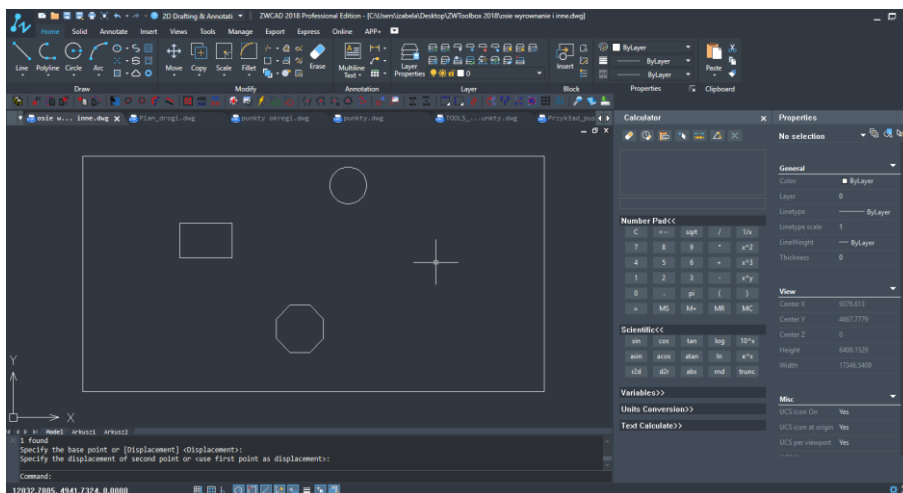 2D Drafting & Annotati ZWCAD 2018 Professional Edition - [C:\Users\izabela\Desktop\ZWToolbox 2018\osie wyrownanie i inne.dwg]
Home Solid Annotate Insert Views Tools Manage Export Express Online APP+
Line Polyline Circle Arc Move Copy Scale Fillet Erase Multiline Text Layer Properties 0 Insert ByLayer ByLayer ByLayer Paste
Draw Modify Annotation Layer Block Properties Clipboard
osie w... inne.dwg Plan_drogi.dwg punkty okregi.dwg punkty.dwg TOOLS_...unkty.dwg Przyklad_pus
Calculator
Number Pad<<
C <-- sqrt / 1/x
7 8 9 * x^2
4 5 6 + x^3
1 2 3 - x^y
0 . pi ( )
= MS M+ MR MC
Scientific<<
sin cos tan log 10^x
asin acos atan ln e^x
r2d d2r abs rnd trunc
Variables>>
Units Conversion>>
Text Calculate>>
Properties
No selection
General
Color ByLayer
Layer 0
Linetype ByLayer
Linetype scale 1
LineWeight ByLayer
Thickness 0
View
Center X 9376.613
Center Y 4667.7779
Center Z 0
Height 6408.1529
Width 17346.5409
Misc
UCS Icon On Yes
UCS icon at origin Yes
UCS per viewport Yes
Y
X
Model Arkusz1 Arkusz2
1 found
Specify the base point or [Displacement] <Displacement>:
Specify the displacement of second point or <use first point as displacement>:
Command:
12032.7805, 4941.7324, 0.0000